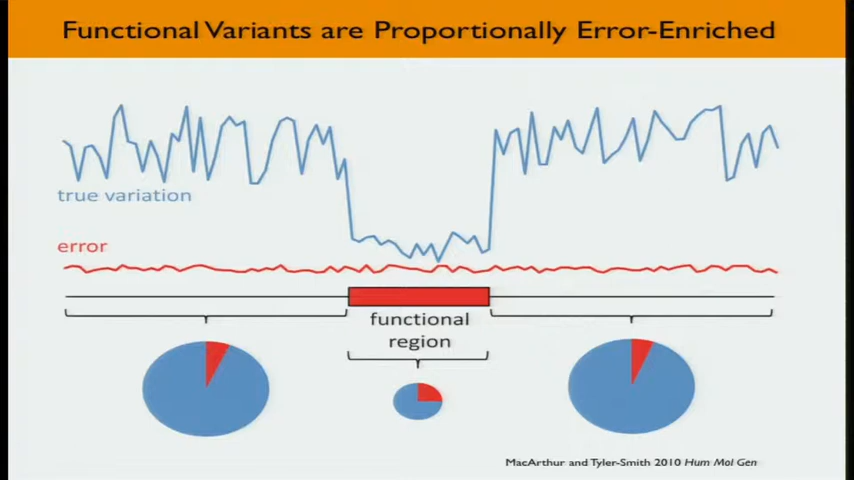 Functional Variants are Proportionally Error-Enriched
true variation
error
functional
region
MacArthur and Tyler-Smith 2010 Hum Mol Gen